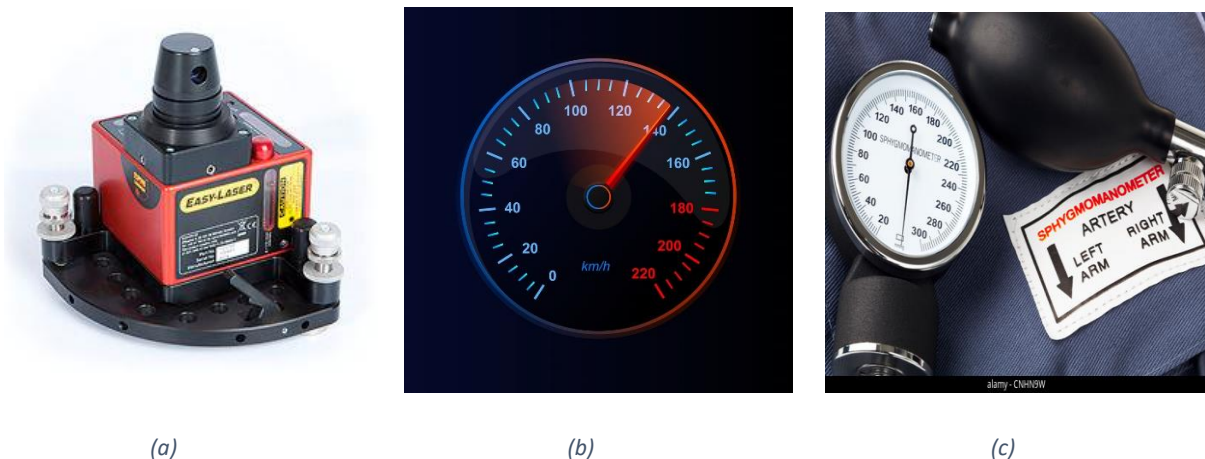 EASY-LASER
0
20
40
60
80
100
120
140
160
180
200
220
km/h
20
40
60
80
100
120
140
160
180
200
220
240
260
280
300
SPHYGMOMANOMETER
SPHYGMOMANOMETER
ARTERY
LEFT
ARM
RIGHT
ARM
alamy - CNHN9W
(a)
(b)
(c)